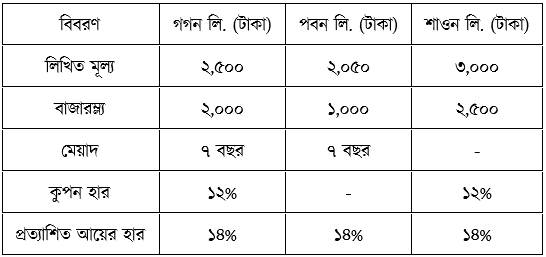 বিবরণ গগন লি. (টাকা) পবন লি. (টাকা) শাওন লি. (টাকা)
লিখিত মূল্য ২,৫০০ ২,০৫০ ৩,০০০
বাজারম্ল্য ২,০০০ ১,০০০ ২,৫০০
মেয়াদ ৭ বছর ৭ বছর -
কুপন হার ১২% - ১২%
প্রত্যাশিত আয়ের হার ১৪% ১৪% ১৪%